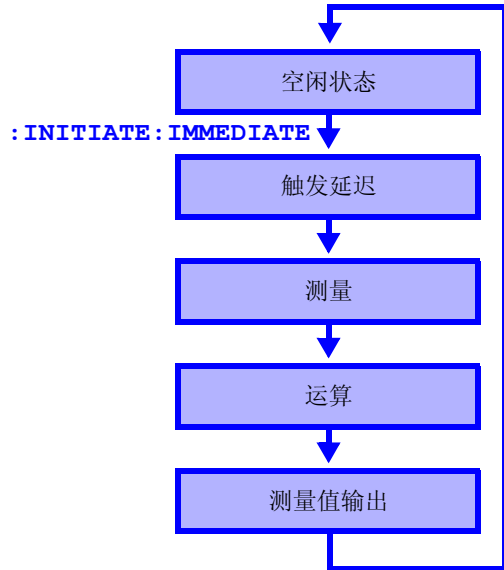 空闲状态
:INITIATE:IMMEDIATE
触发延迟
测量
运算
测量值输出